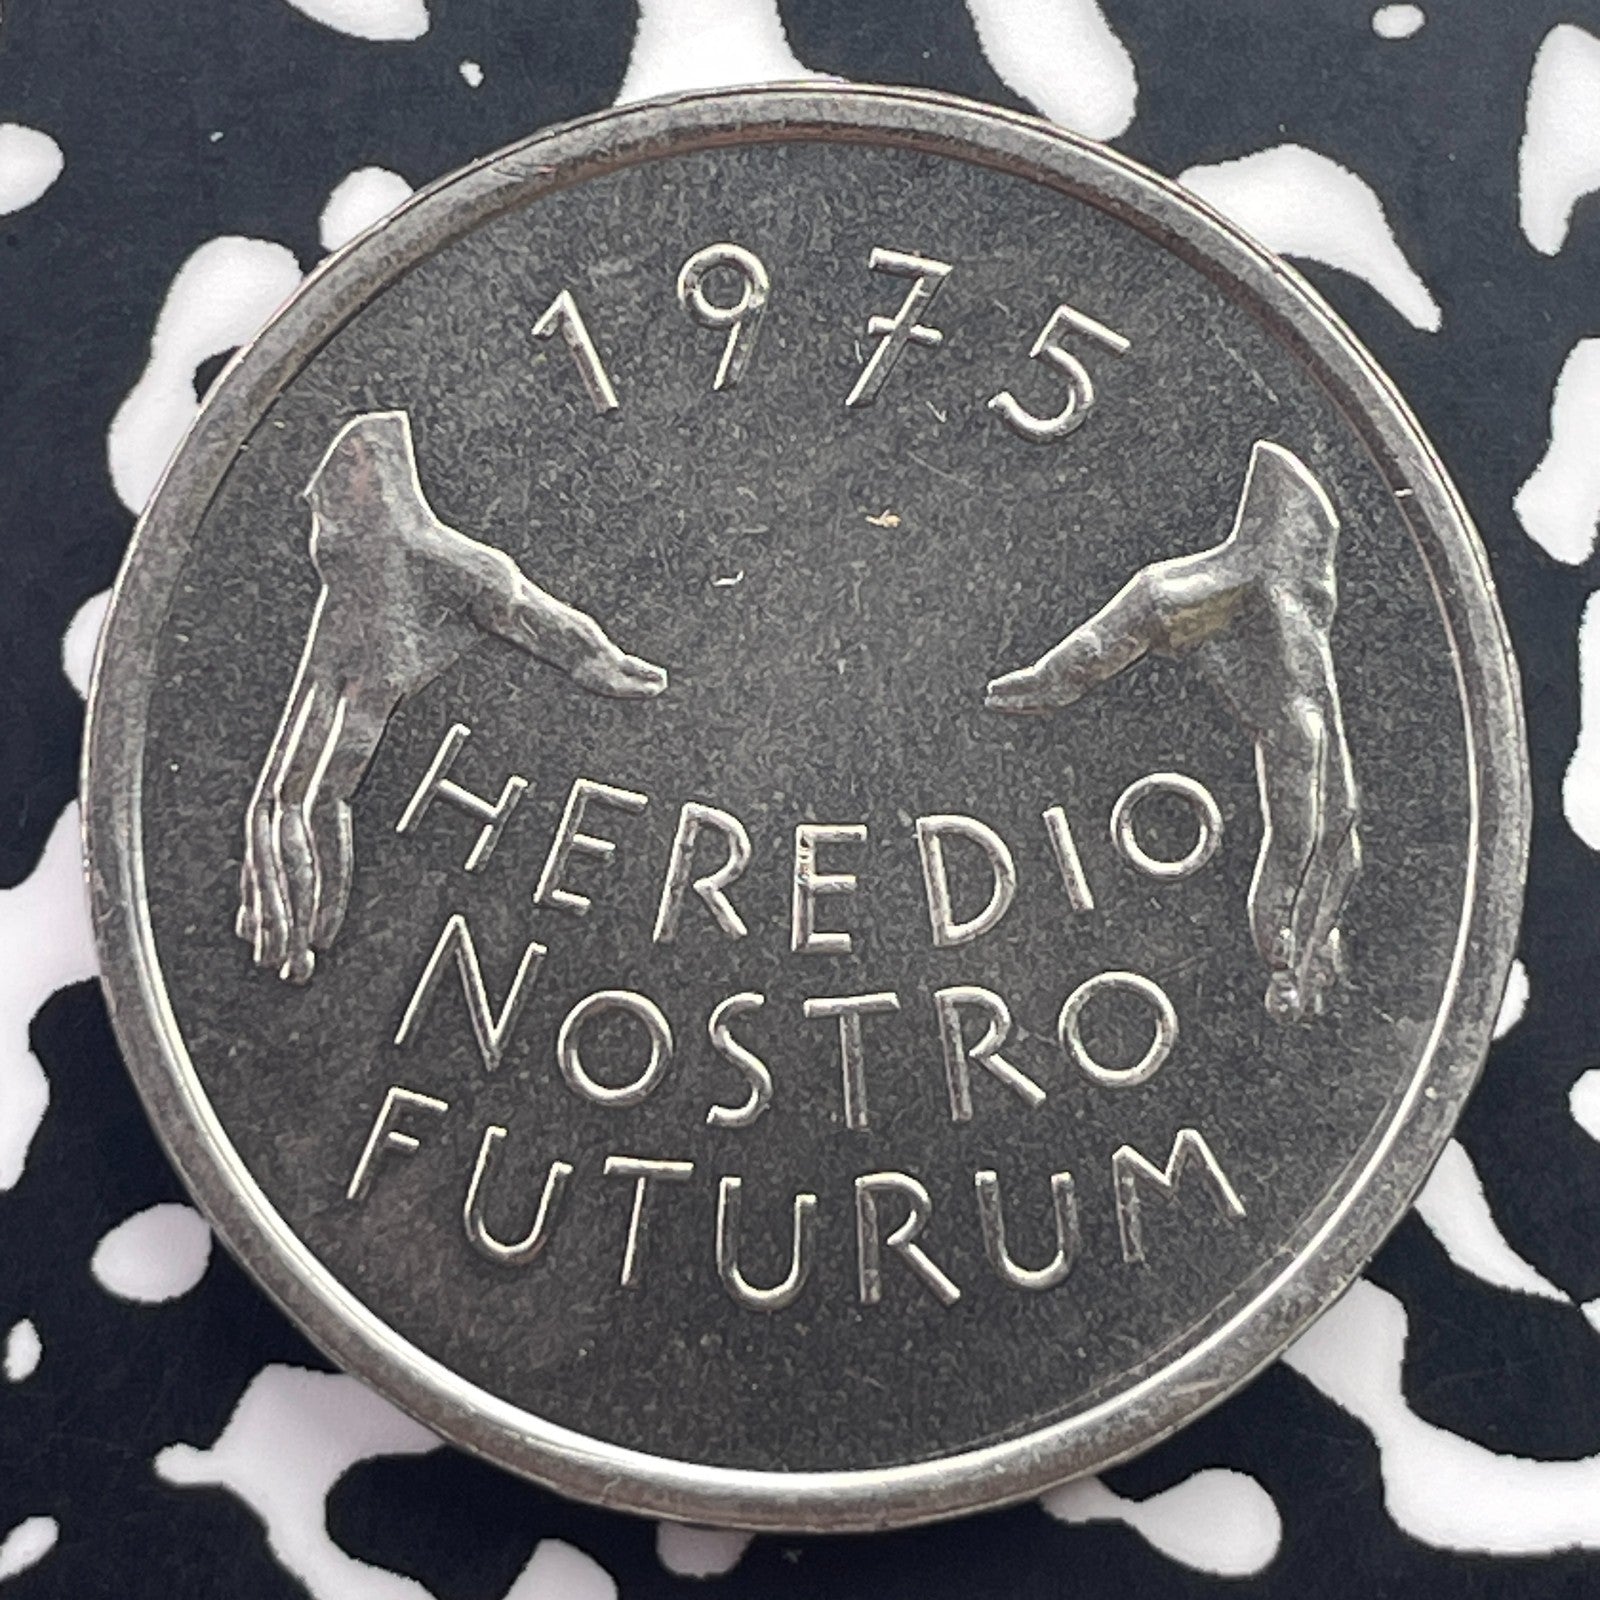 1975
HEREDIO
NOSTRO
FUTURUM